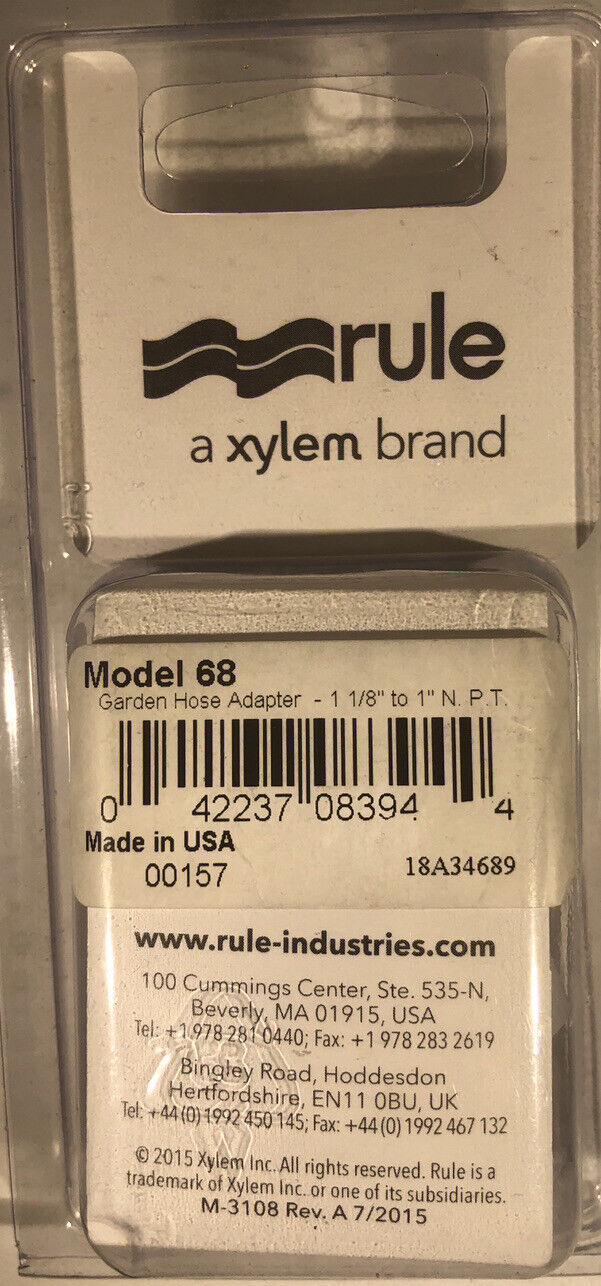 rule
a xylem brand
Model 68
Garden Hose Adapter - 1 1/8" to 1" N. P.T.
0 42237 08394 4
Made in USA
00157 18A34689
www.rule-industries.com
100 Cummings Center, Ste. 535-N,
Beverly, MA 01915, USA
Tel: +1 978 281 0440; Fax: +1 978 283 2619
Bingley Road, Hoddesdon
Hertfordshire, EN11 0BU, UK
Tel: +44(0)1992 450 145; Fax: +44(0)1992 467 132
© 2015 Xylem Inc. All rights reserved. Rule is a
trademark of Xylem Inc. or one of its subsidiaries.
M-3108 Rev. A 7/2015